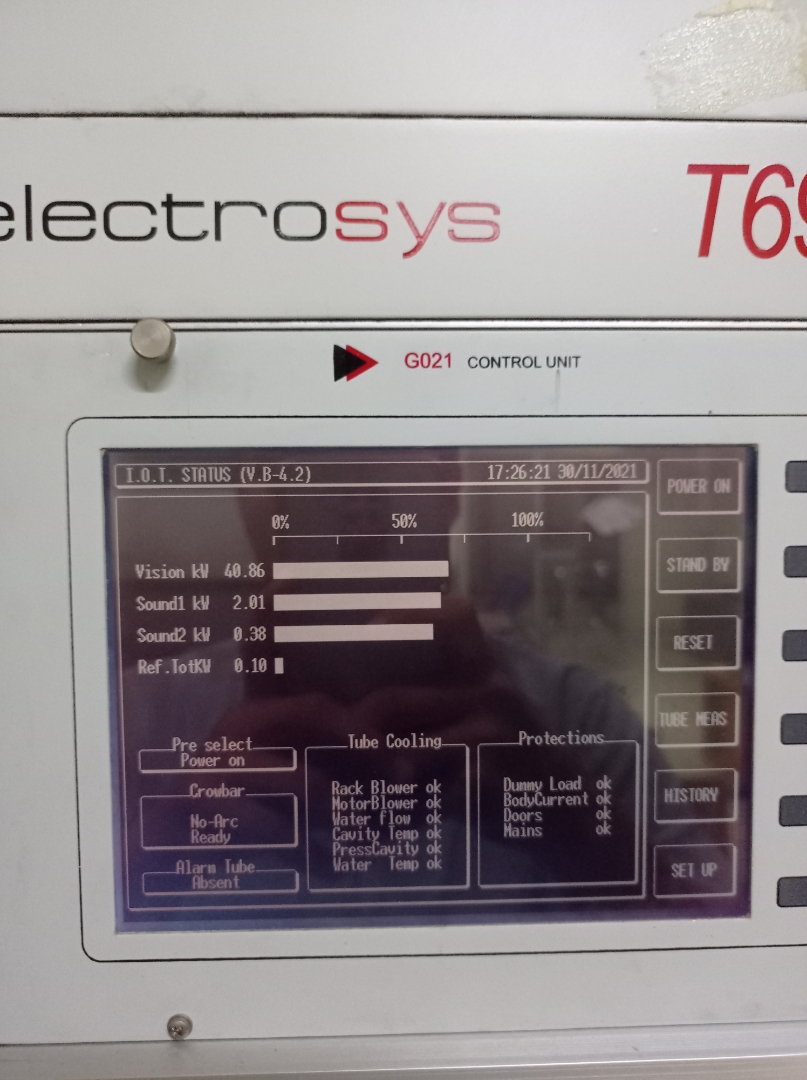 electrosys
T69
G021 CONTROL UNIT
I.O.T. STATUS (V.B-4.2) 17:26:21 30/11/2021
0% 50% 100%
Vision kW 40.86
Sound1 kW 2.01
Sound2 kW 0.38
Ref.TotKW 0.10
Pre select
Power on
Crowbar
No-Arc
Ready
Alarm Tube
Absent
Tube Cooling
Rack Blower ok
MotorBlower ok
Water flow ok
Cavity Temp ok
PressCavity ok
Water Temp ok
Protections
Dummy Load ok
BodyCurrent ok
Doors ok
Mains ok
POWER ON
STAND BY
RESET
TUBE MEAS
HISTORY
SET UP